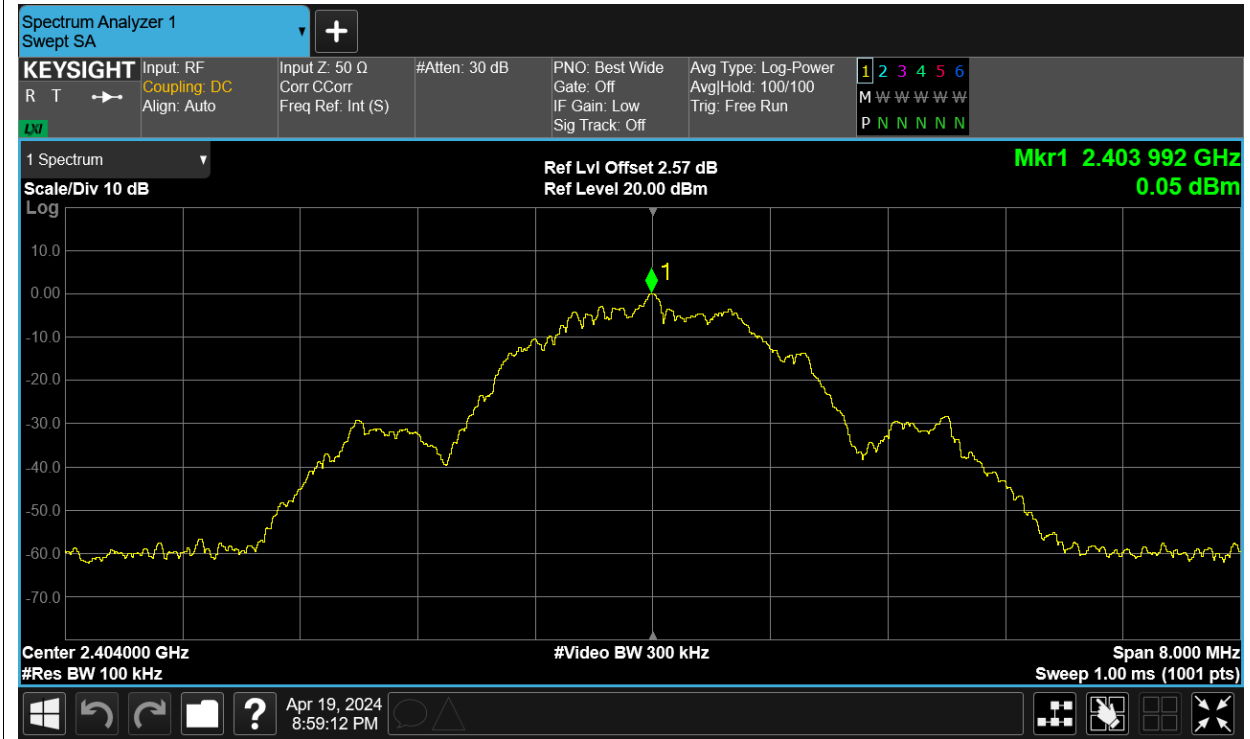 Spectrum Analyzer 1
Swept SA
+
KEYSIGHT
R T
LXI
Input: RF
Coupling: DC
Align: Auto
Input Z: 50 Ω
Corr CCorr
Freq Ref: Int (S)
#Atten: 30 dB
PNO: Best Wide
Gate: Off
IF Gain: Low
Sig Track: Off
Avg Type: Log-Power
Avg|Hold: 100/100
Trig: Free Run
1 2 3 4 5 6
M W W W W W
P N N N N N
1 Spectrum
Scale/Div 10 dB
Ref Lvl Offset 2.57 dB
Ref Level 20.00 dBm
Mkr1 2.403 992 GHz
0.05 dBm
Log
1
10.0
0.00
-10.0
-20.0
-30.0
-40.0
-50.0
-60.0
-70.0
Center 2.404000 GHz
#Video BW 300 kHz
Span 8.000 MHz
#Res BW 100 kHz
Sweep 1.00 ms (1001 pts)
?
Apr 19, 2024
8:59:12 PM